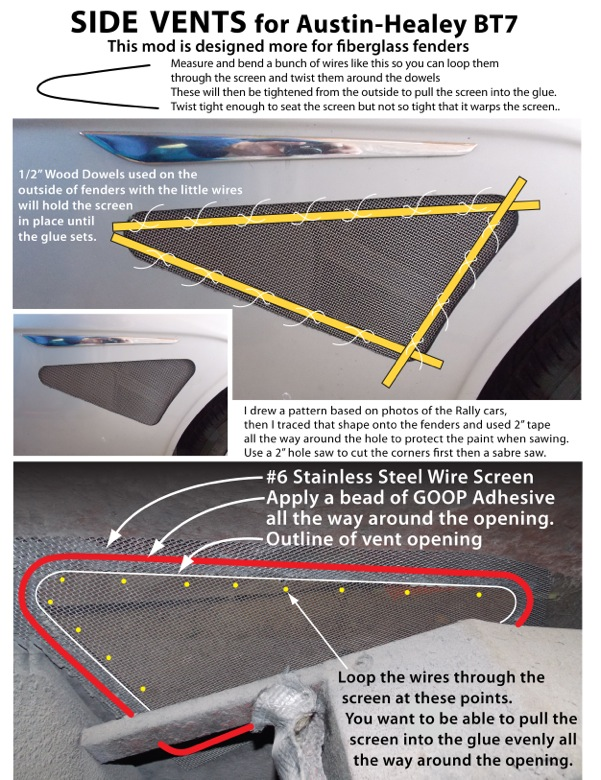 SIDE VENTS for Austin-Healey BT7
This mod is designed more for fiberglass fenders
Measure and bend a bunch of wires like this so you can loop them
through the screen and twist them around the dowels
These will then be tightened from the outside to pull the screen into the glue.
Twist tight enough to seat the screen but not so tight that it warps the screen..
1/2" Wood Dowels used on the
outside of fenders with the little wires
will hold the screen
in place until
the glue sets.
I drew a pattern based on photos of the Rally cars,
then I traced that shape onto the fenders and used 2" tape
all the way around the hole to protect the paint when sawing.
Use a 2" hole saw to cut the corners first then a sabre saw.
#6 Stainless Steel Wire Screen
Apply a bead of GOOP Adhesive
all the way around the opening.
Outline of vent opening
Loop the wires through the
screen at these points.
You want to be able to pull the
screen into the glue evenly all
the way around the opening.